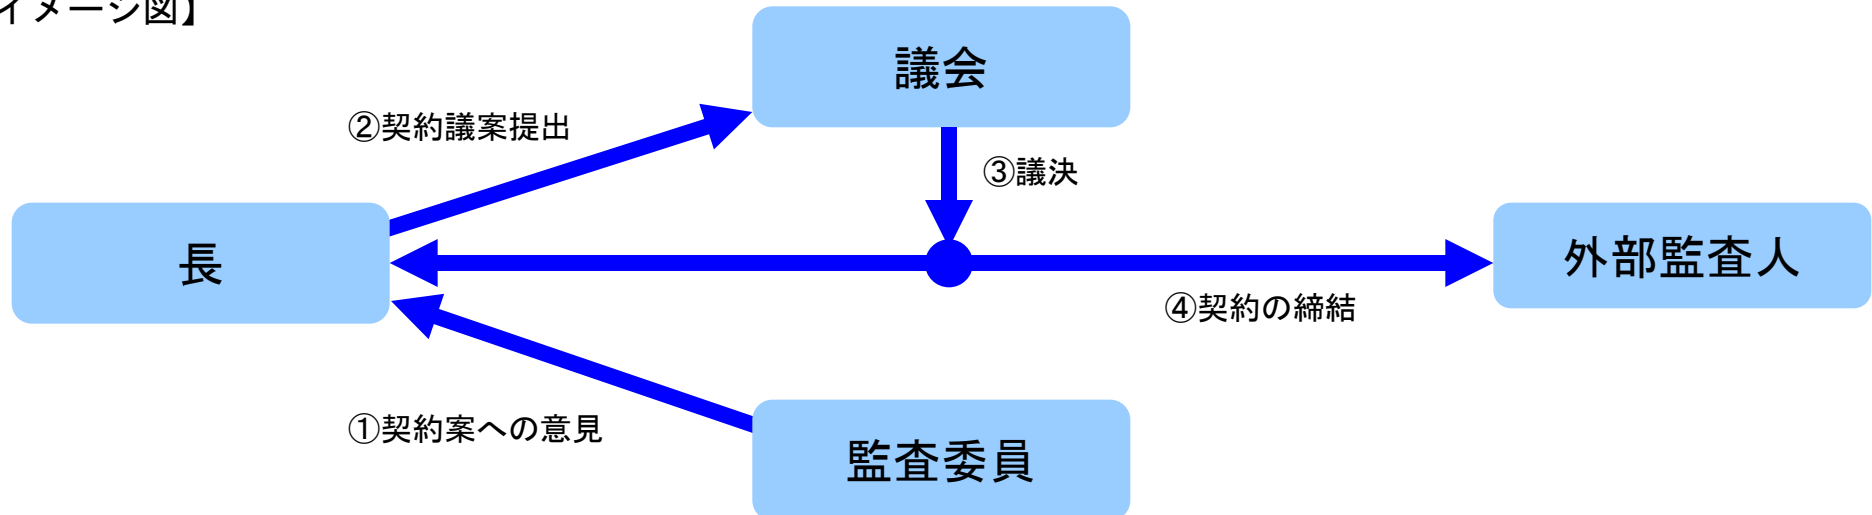 イメージ図】
議会
②契約議案提出
③議決
長
外部監査人
④契約の締結
①契約案への意見
監査委員